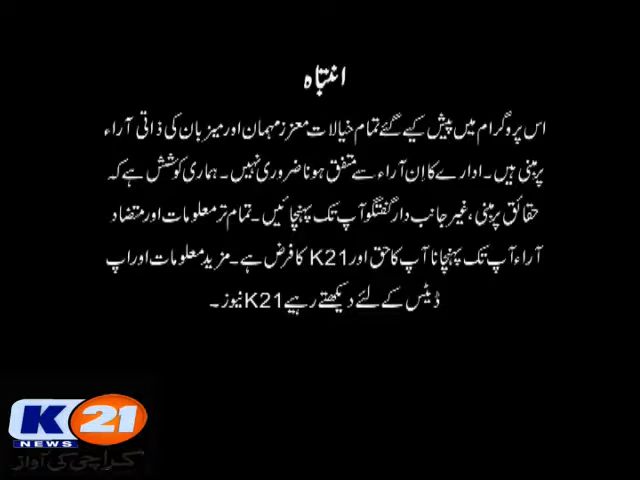 انتباہ
اس پروگرام میں پیش کیے گئے تمام خیالات معزز مہمان اور میزبان کی ذاتی آراء
پر مبنی ہیں۔ ادارے کا اِن آراء سے متفق ہونا ضروری نہیں۔ ہماری کوشش ہے کہ
حقائق پر مبنی، غیر جانب دار گفتگو آپ تک پہنچائیں۔ تمام تر معلومات اور متضاد
آراء آپ تک پہنچانا آپ کا حق اور K21 کا فرض ہے۔ مزید معلومات اور اپ
ڈیٹس کے لئے دیکھتے رہیے K21 نیوز۔
K21
NEWS
کراچی کی آواز